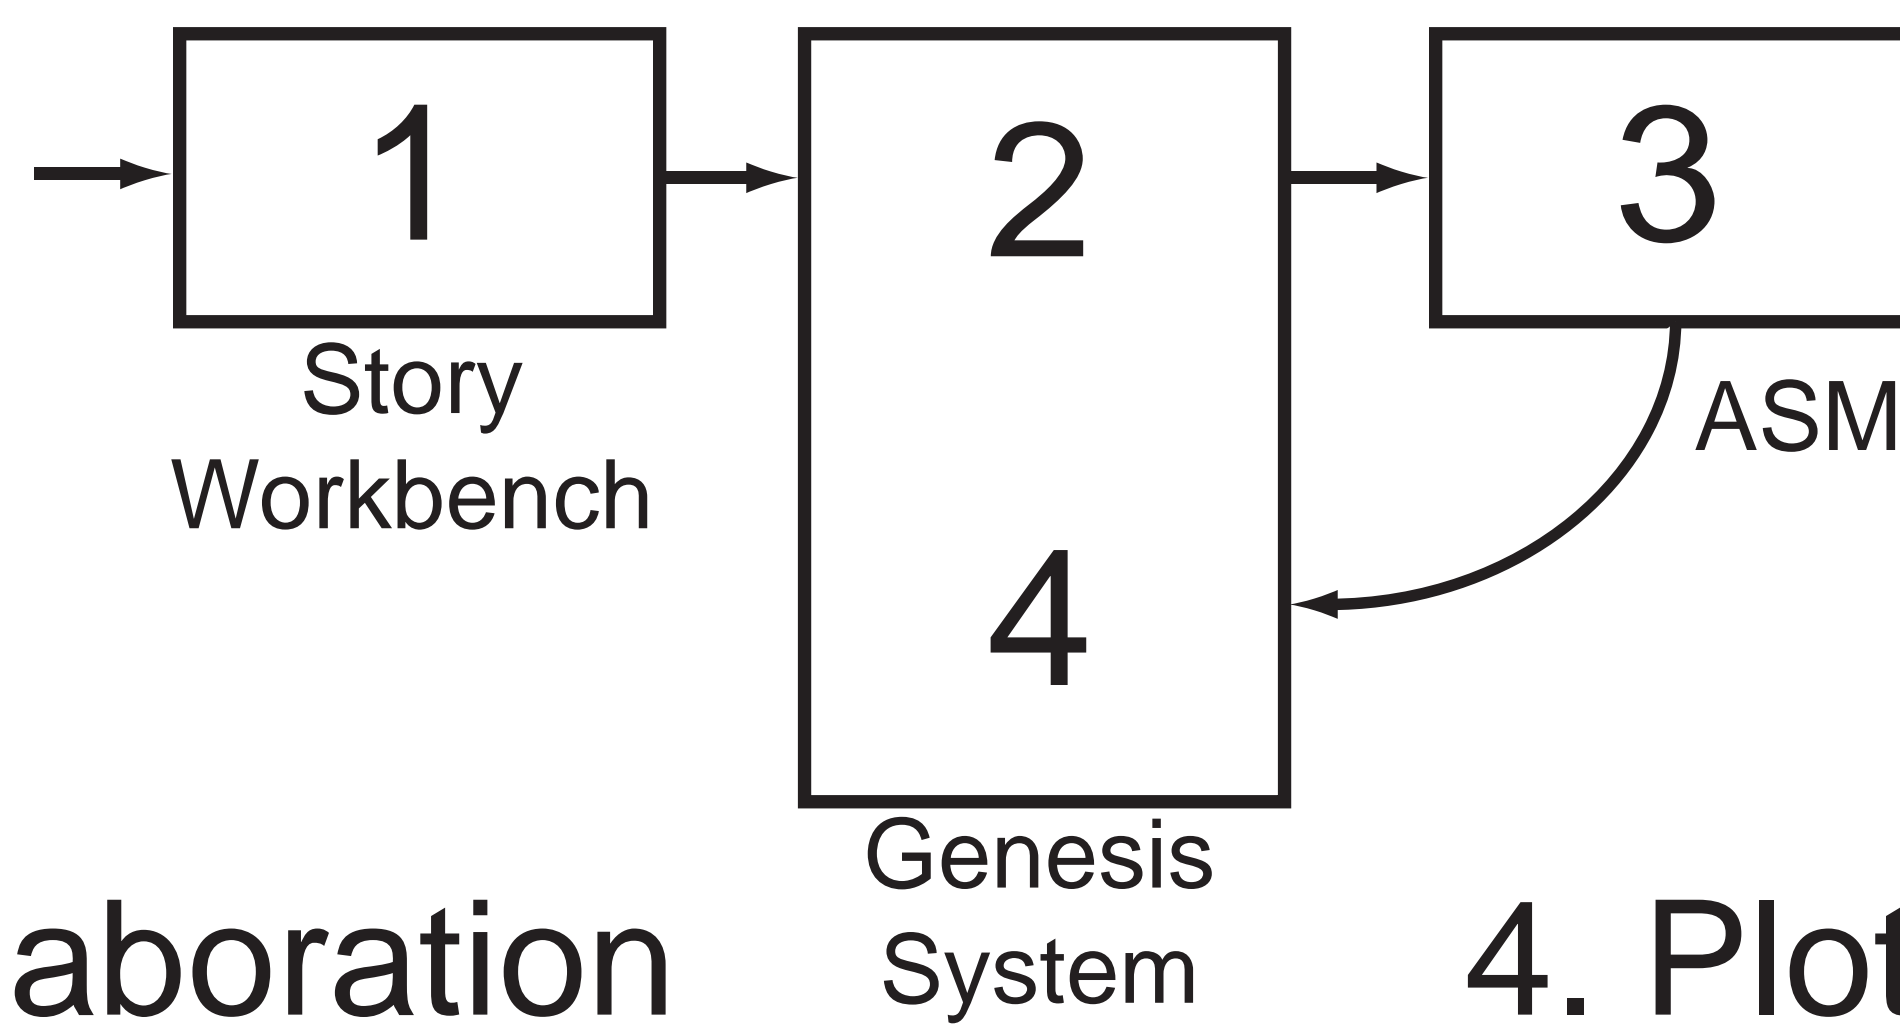 1
2
3
4
Story
Workbench
ASM
Genesis
System
aboration
4. Plot